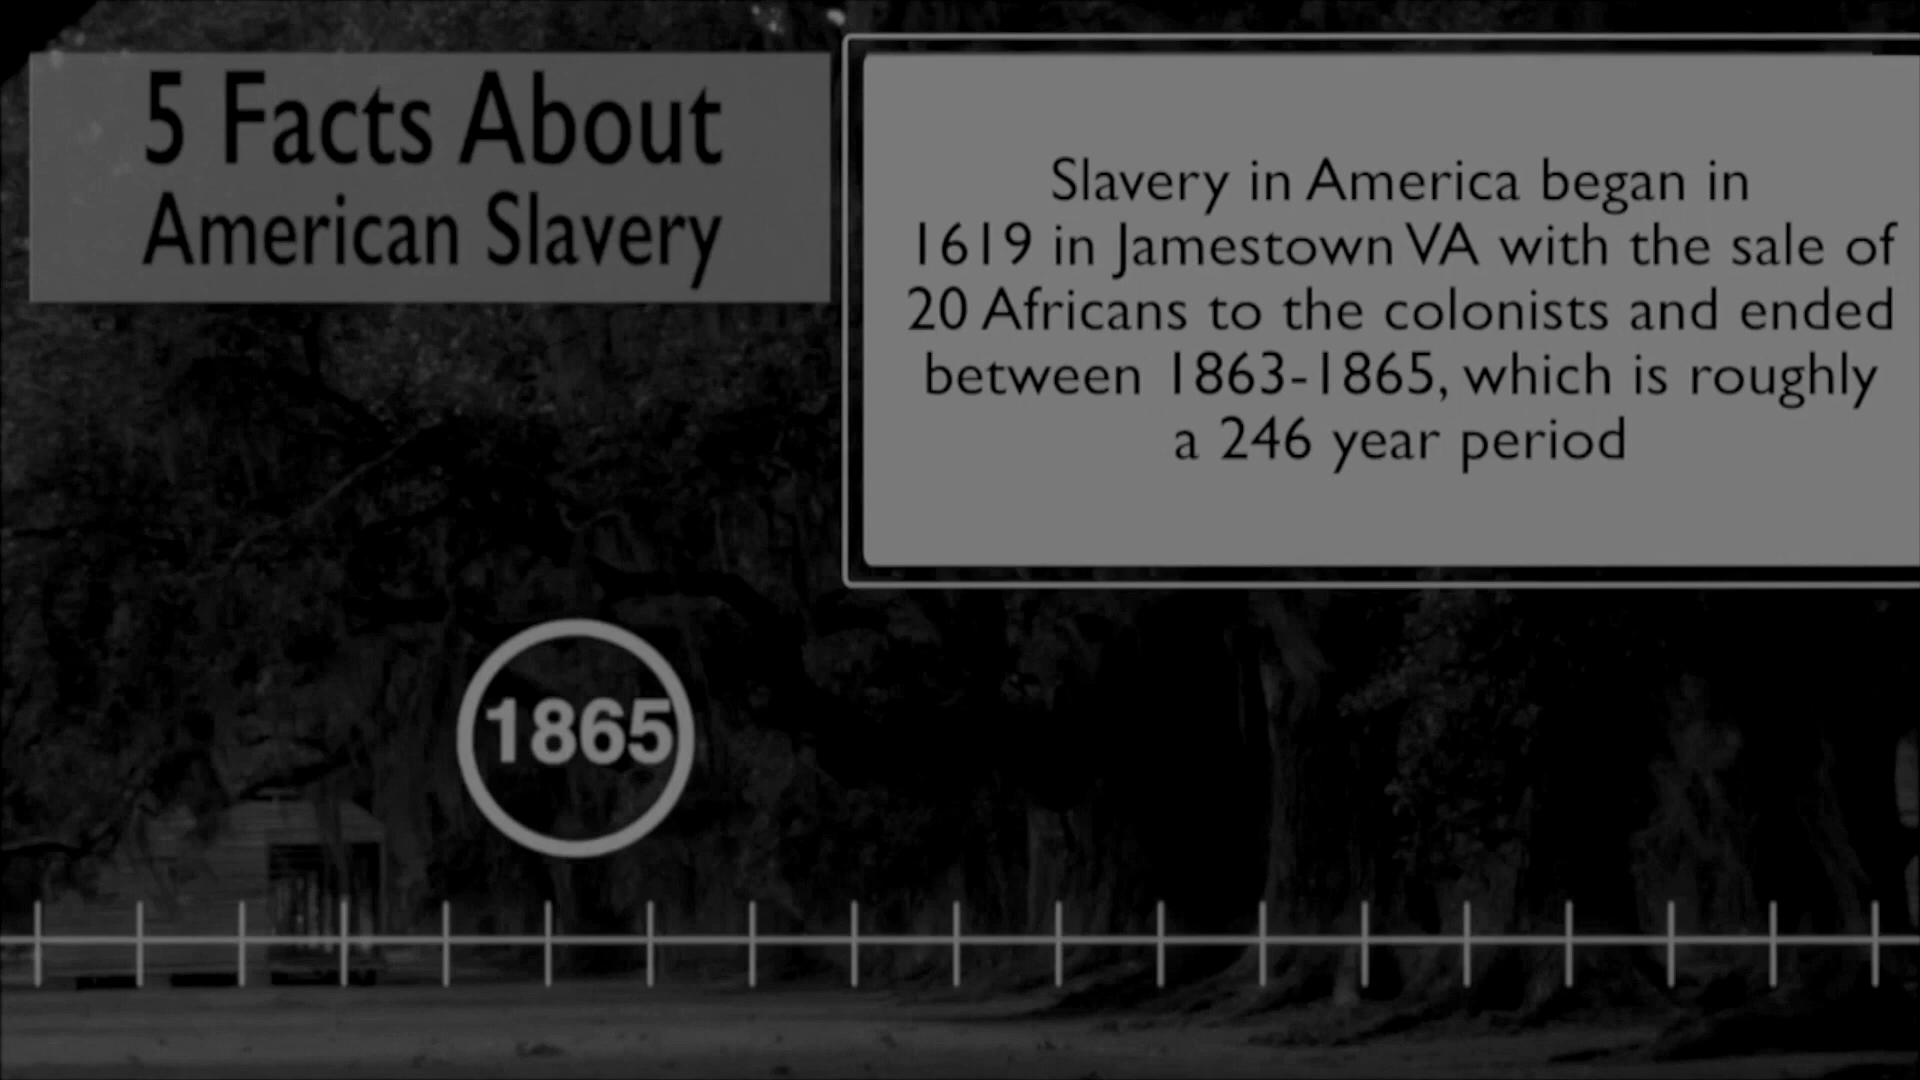 5 Facts About
American Slavery
Slavery in America began in
1619 in Jamestown VA with the sale of
20 Africans to the colonists and ended
between 1863-1865, which is roughly
a 246 year period
1865